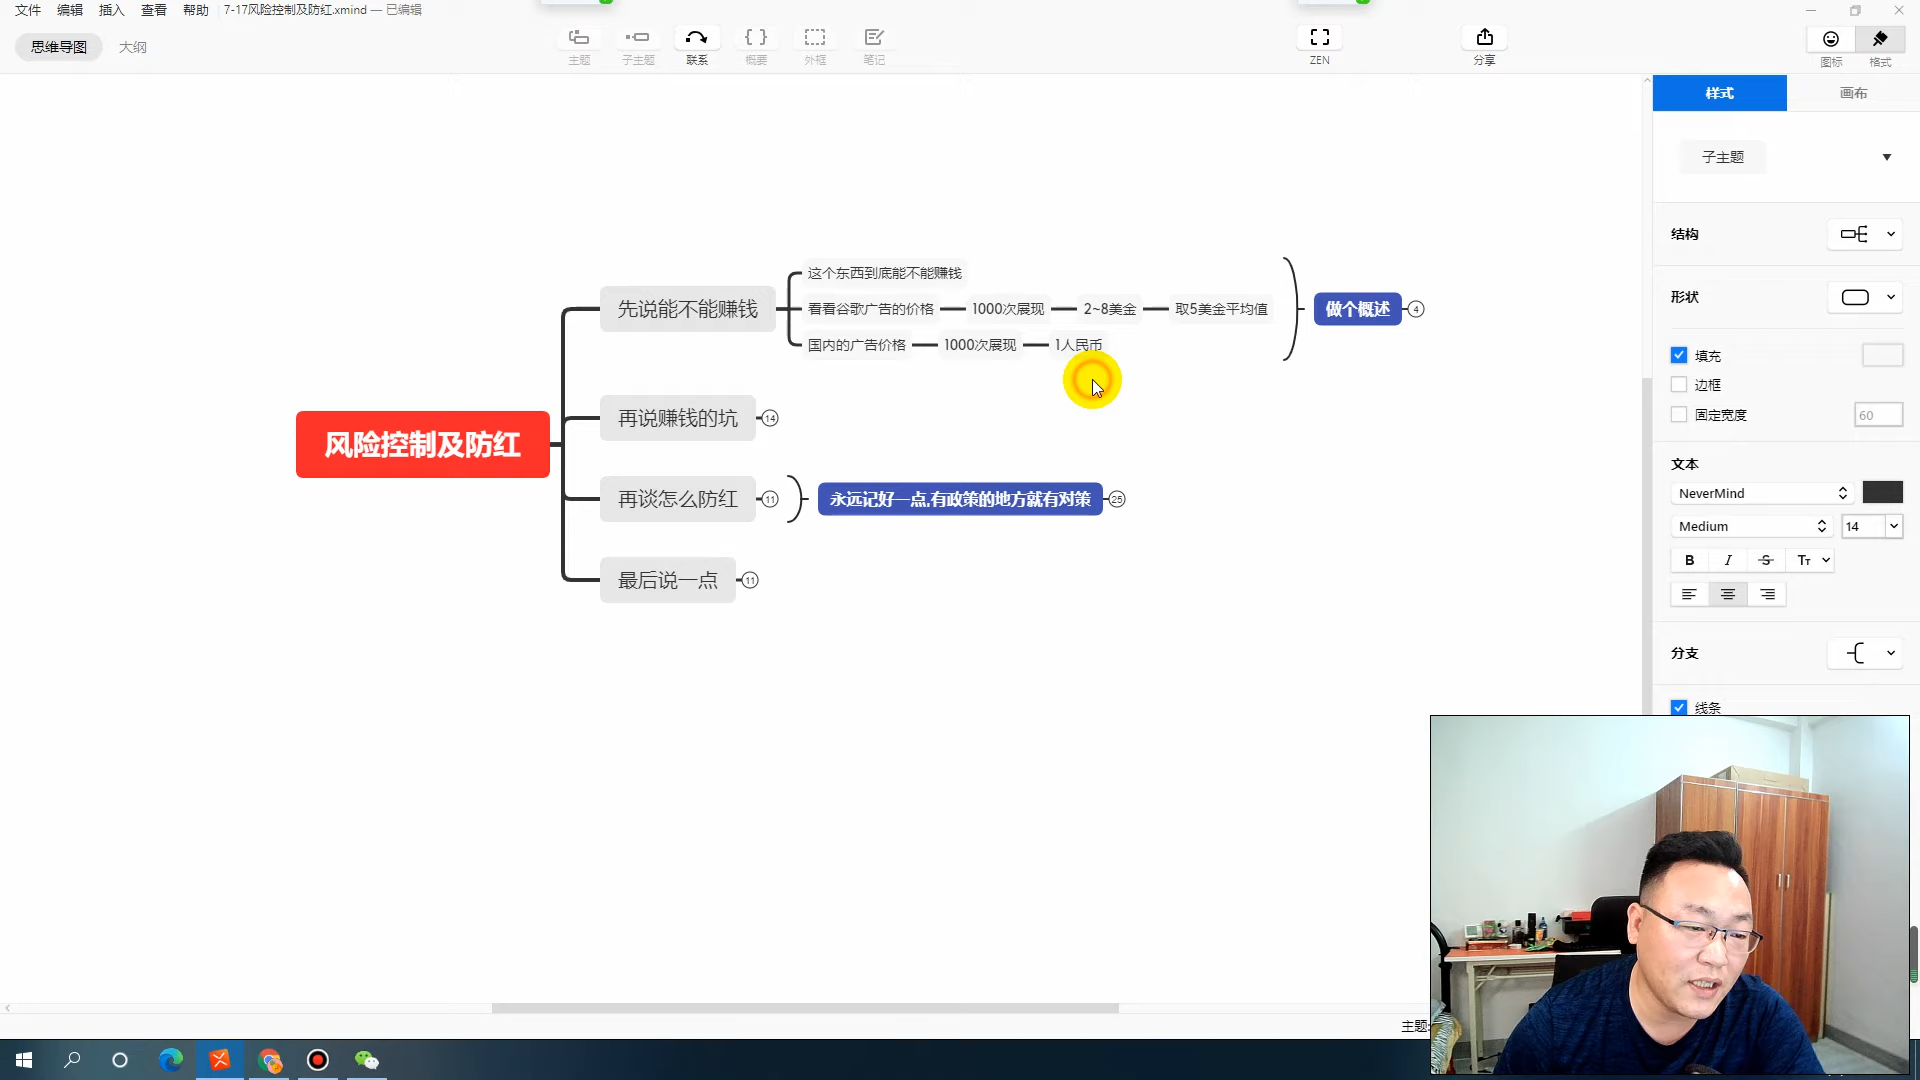 文件 编辑 插入 查看 帮助 7-17风险控制及防红.xmind — 已编辑
思维导图 大纲
主题 子主题 联系 概要 外框 笔记 ZEN 分享 图标 格式
样式 画布
子主题
结构
形状
填充
边框
固定宽度 60
文本
NeverMind
Medium 14
B I S Tт
分支
线条
风险控制及防红
先说能不能赚钱
这个东西到底能不能赚钱
看看谷歌广告的价格 1000次展现 2~8美金 取5美金平均值
国内的广告价格 1000次展现 1人民币
做个概述 4
再说赚钱的坑 14
再谈怎么防红 11
永远记好一点,有政策的地方就有对策 25
最后说一点 11
主题: